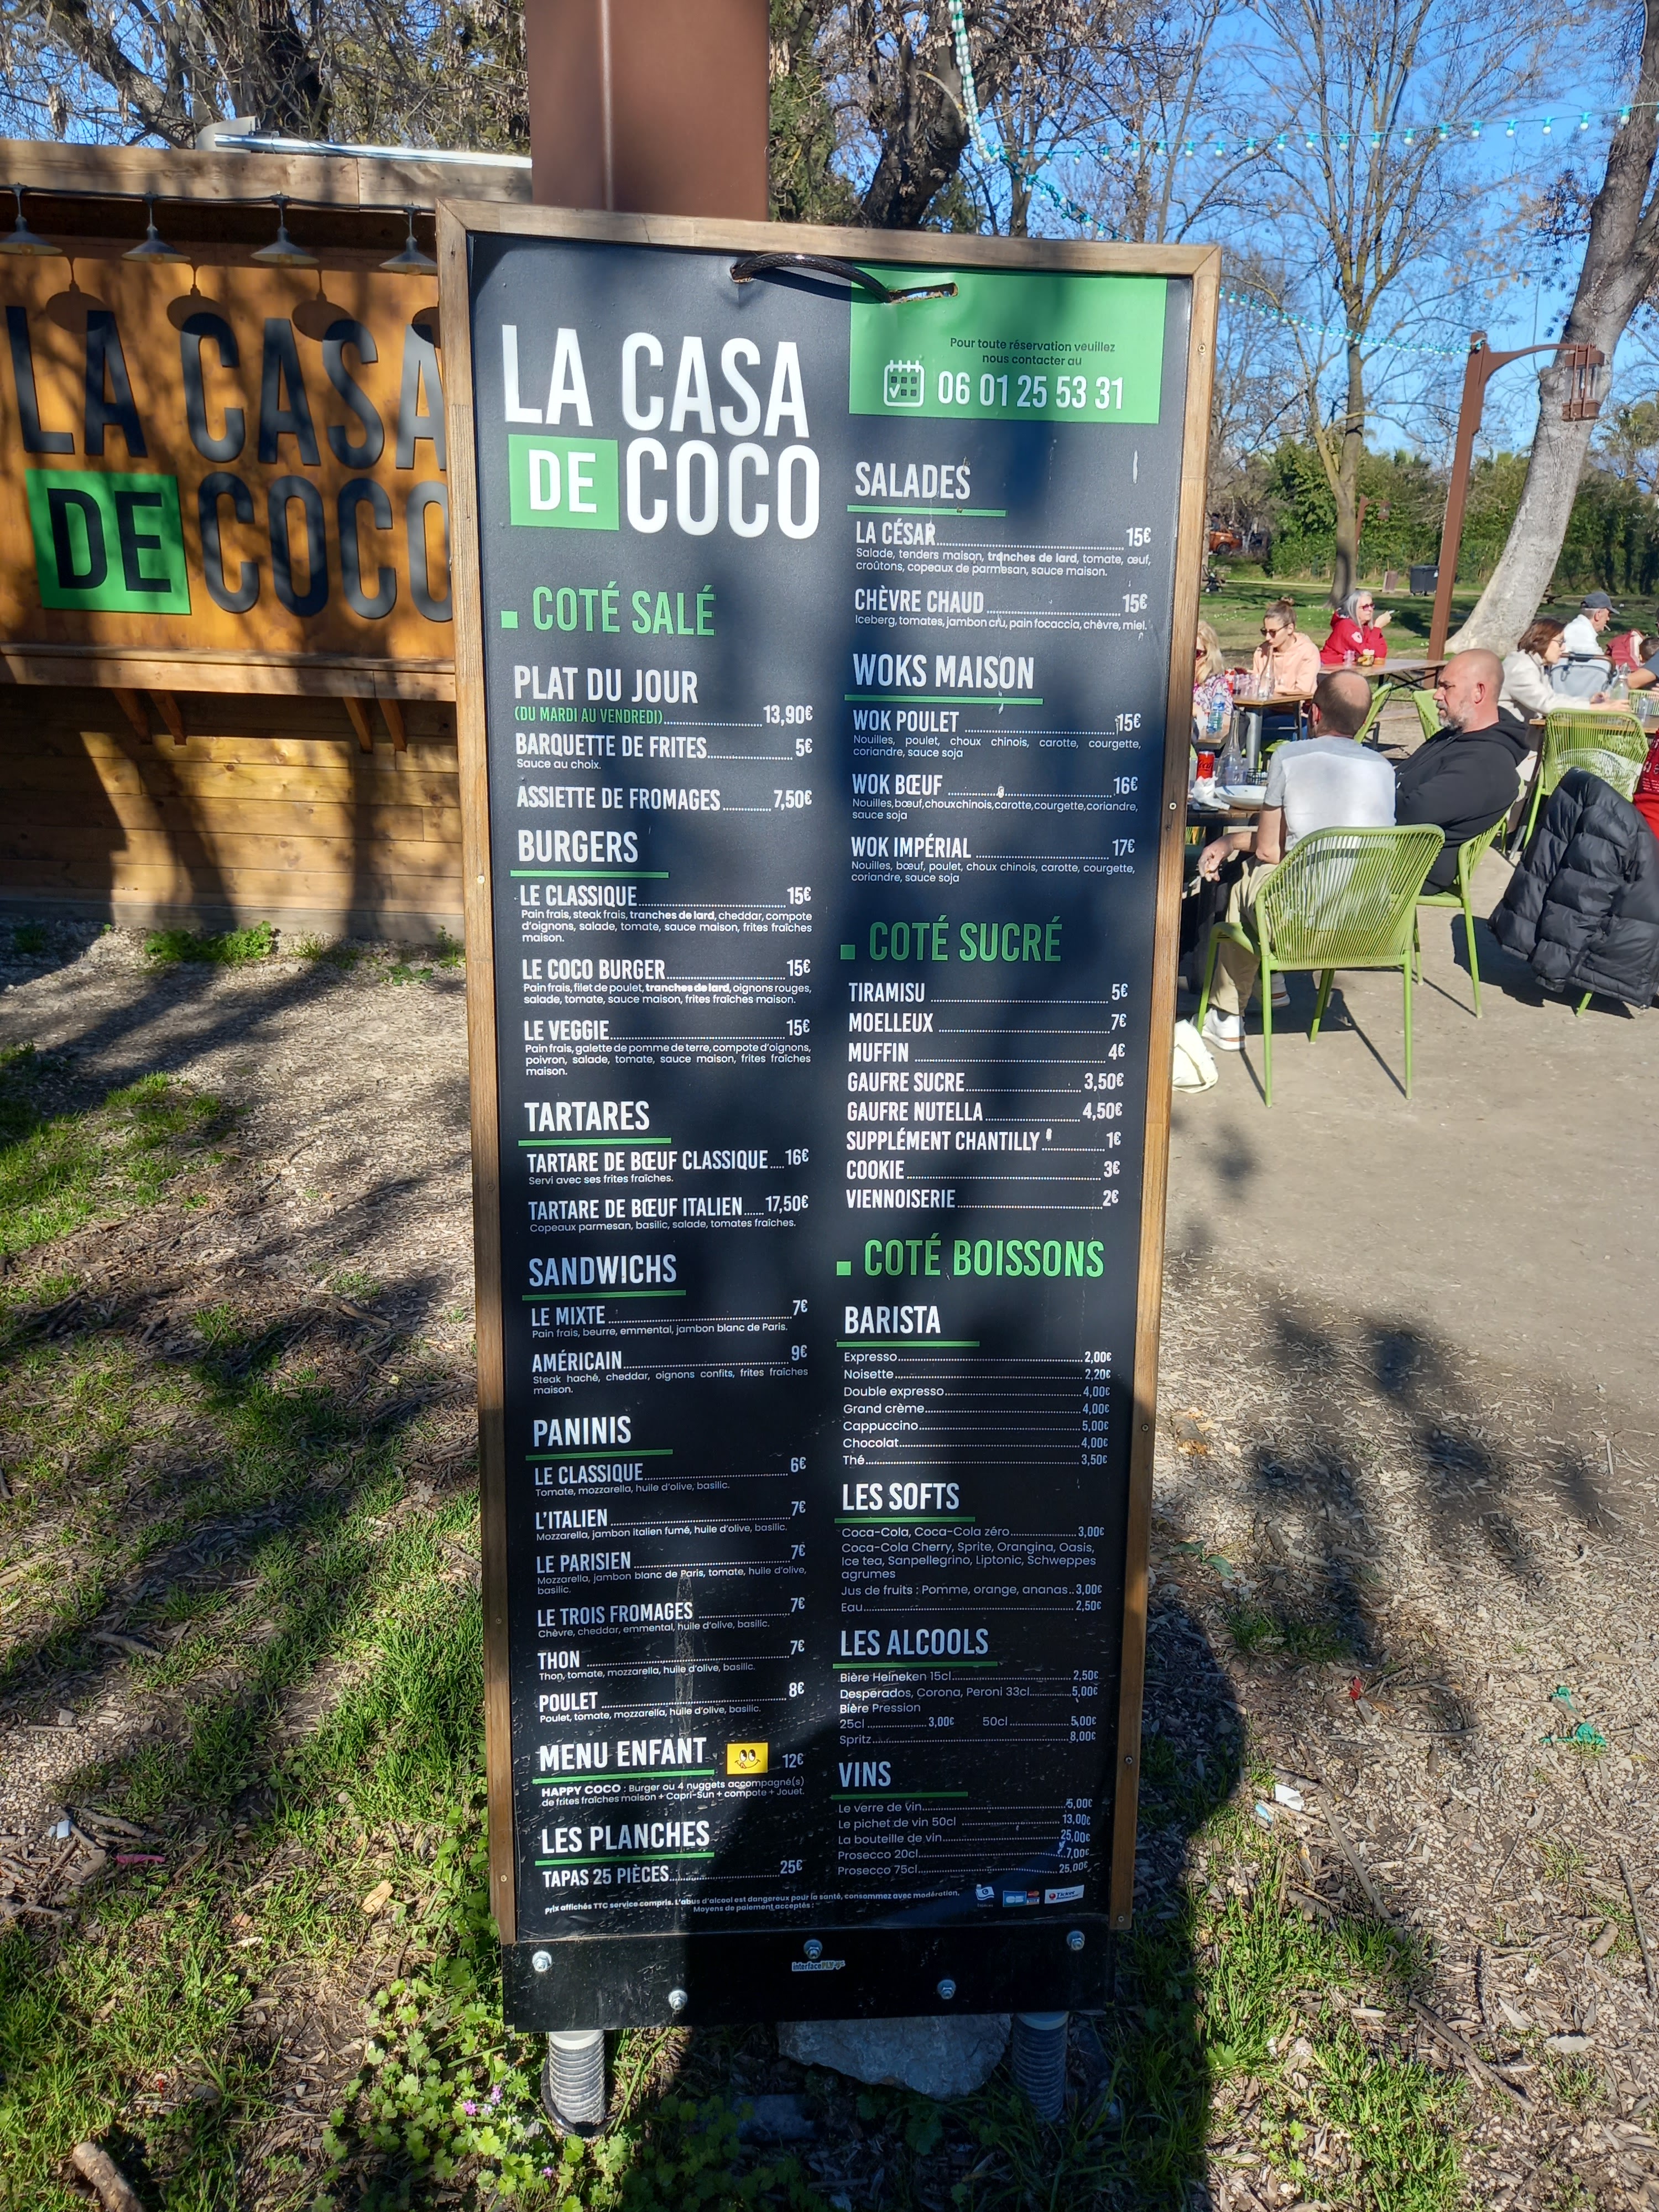 LA CASA
DE COCO
LA CASA
DE COCO
Pour toute réservation veuillez
nous contacter au
06 01 25 53 31
COTÉ SALÉ
PLAT DU JOUR
(DU MARDI AU VENDREDI) 13,90€
BARQUETTE DE FRITES 5€
Sauce au choix.
ASSIETTE DE FROMAGES 7,50€
BURGERS
LE CLASSIQUE 15€
Pain frais, steak frais, tranches de lard, cheddar, compote
d'oignons, salade, tomate, sauce maison, frites fraîches
maison.
LE COCO BURGER 15€
Pain frais, filet de poulet, tranches de lard, oignons rouges,
salade, tomate, sauce maison, frites fraîches maison.
LE VEGGIE 15€
Pain frais, galette de pomme de terre, compote d'oignons,
poivron, salade, tomate, sauce maison, frites fraîches
maison.
TARTARES
TARTARE DE BŒUF CLASSIQUE 16€
Servi avec ses frites fraîches.
TARTARE DE BŒUF ITALIEN 17,50€
Copeaux parmesan, basilic, salade, tomates fraîches.
SANDWICHS
LE MIXTE 7€
Pain frais, beurre, emmental, jambon blanc de Paris.
AMÉRICAIN 9€
Steak haché, cheddar, oignons confits, frites fraîches
maison.
PANINIS
LE CLASSIQUE 6€
Tomate, mozzarella, huile d'olive, basilic.
L'ITALIEN 7€
Mozzarella, jambon italien fumé, huile d'olive, basilic.
LE PARISIEN 7€
Mozzarella, jambon blanc de Paris, tomate, huile d'olive,
basilic.
LE TROIS FROMAGES 7€
Chèvre, cheddar, emmental, huile d'olive, basilic.
THON 7€
Thon, tomate, mozzarella, huile d'olive, basilic.
POULET 8€
Poulet, tomate, mozzarella, huile d'olive, basilic.
MENU ENFANT 12€
HAPPY COCO : Burger ou 4 nuggets accompagné(s)
de frites fraîches maison + Capri-Sun + compote + Jouet.
LES PLANCHES
TAPAS 25 PIÈCES 25€
SALADES
LA CÉSAR 15€
Salade, tenders maison, tranches de lard, tomate, œuf,
croûtons, copeaux de parmesan, sauce maison.
CHÈVRE CHAUD 15€
Iceberg, tomates, jambon cru, pain focaccia, chèvre, miel.
WOKS MAISON
WOK POULET 15€
Nouilles, poulet, choux chinois, carotte, courgette,
coriandre, sauce soja
WOK BŒUF 16€
Nouilles, bœuf, choux chinois, carotte, courgette, coriandre,
sauce soja
WOK IMPÉRIAL 17€
Nouilles, bœuf, poulet, choux chinois, carotte, courgette,
coriandre, sauce soja
COTÉ SUCRÉ
TIRAMISU 5€
MOELLEUX 7€
MUFFIN 4€
GAUFRE SUCRE 3,50€
GAUFRE NUTELLA 4,50€
SUPPLÉMENT CHANTILLY 1€
COOKIE 3€
VIENNOISERIE 2€
COTÉ BOISSONS
BARISTA
Expresso 2,00€
Noisette 2,20€
Double expresso 4,00€
Grand crème 4,00€
Cappuccino 5,00€
Chocolat 4,00€
Thé 3,50€
LES SOFTS
Coca-Cola, Coca-Cola zéro 3,00€
Coca-Cola Cherry, Sprite, Orangina, Oasis,
Ice tea, Sanpellegrino, Liptonic, Schweppes
agrumes
Jus de fruits : Pomme, orange, ananas 3,00€
Eau 2,50€
LES ALCOOLS
Bière Heineken 15cl 2,50€
Desperados, Corona, Peroni 33cl 5,00€
Bière Pression
25cl 3,00€ 50cl 5,00€
Spritz 8,00€
VINS
Le verre de vin 5,00€
Le pichet de vin 50cl 13,00€
La bouteille de vin 25,00€
Prosecco 20cl 7,00€
Prosecco 75cl 25,00€
Prix affichés TTC service compris. L'abus d'alcool est dangereux pour la santé, consommez avec modération.
Moyens de paiement acceptés :